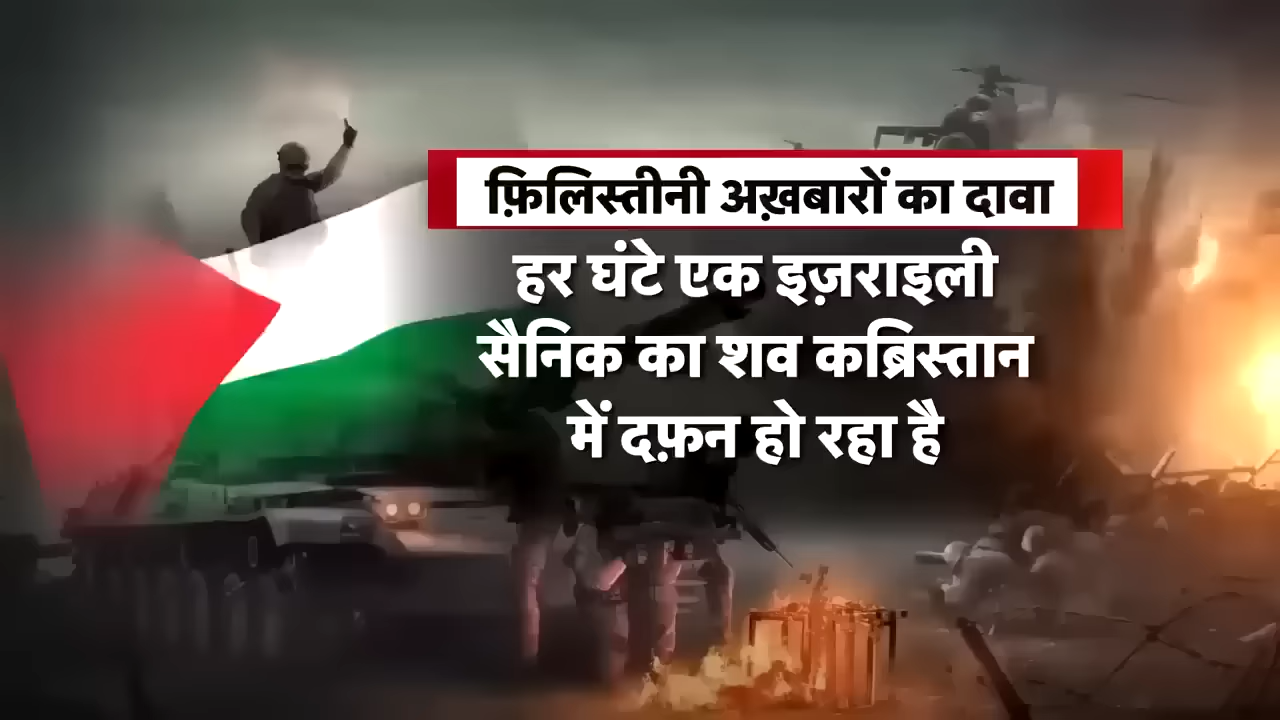 फ़िलिस्तीनी अख़बारों का दावा
हर घंटे एक इज़राइली
सैनिक का शव कब्रिस्तान
में दफ़न हो रहा है